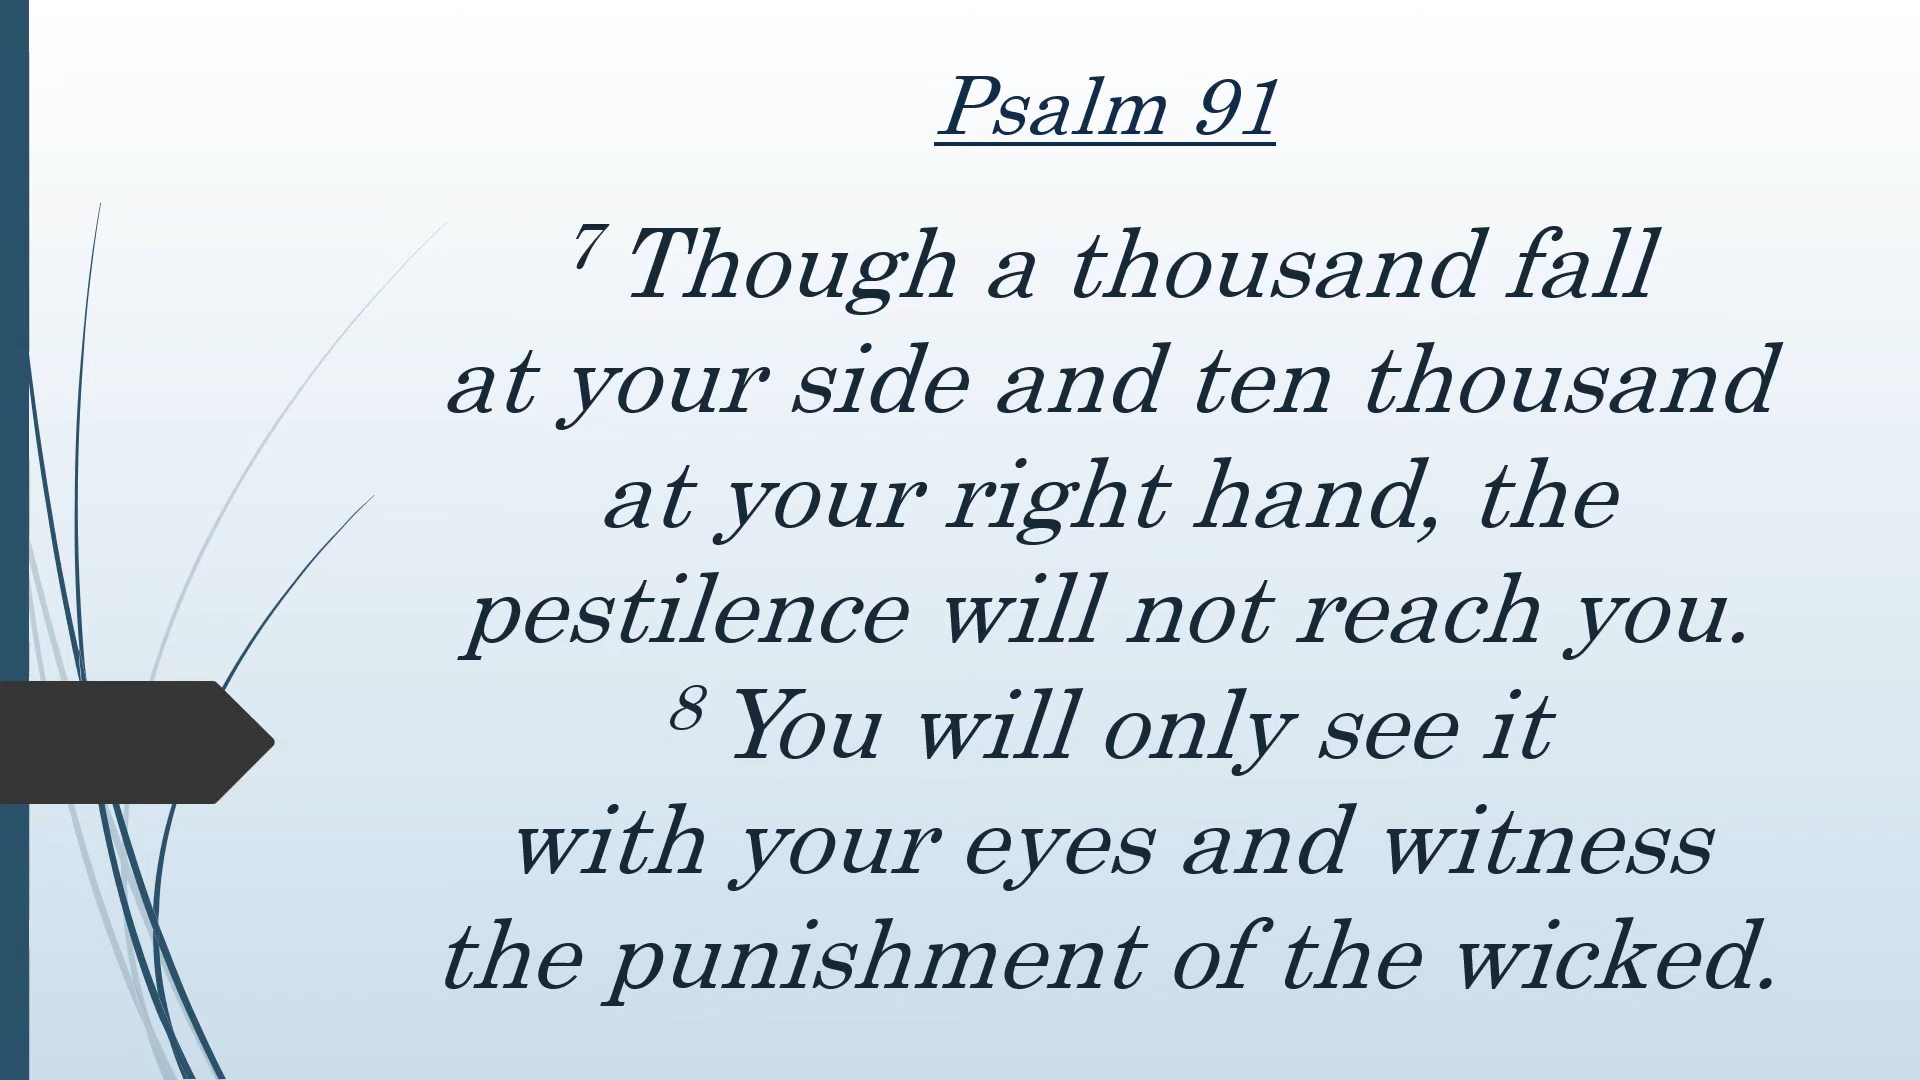 Psalm 91
7 Though a thousand fall
at your side and ten thousand
at your right hand, the
pestilence will not reach you.
8 You will only see it
with your eyes and witness
the punishment of the wicked.